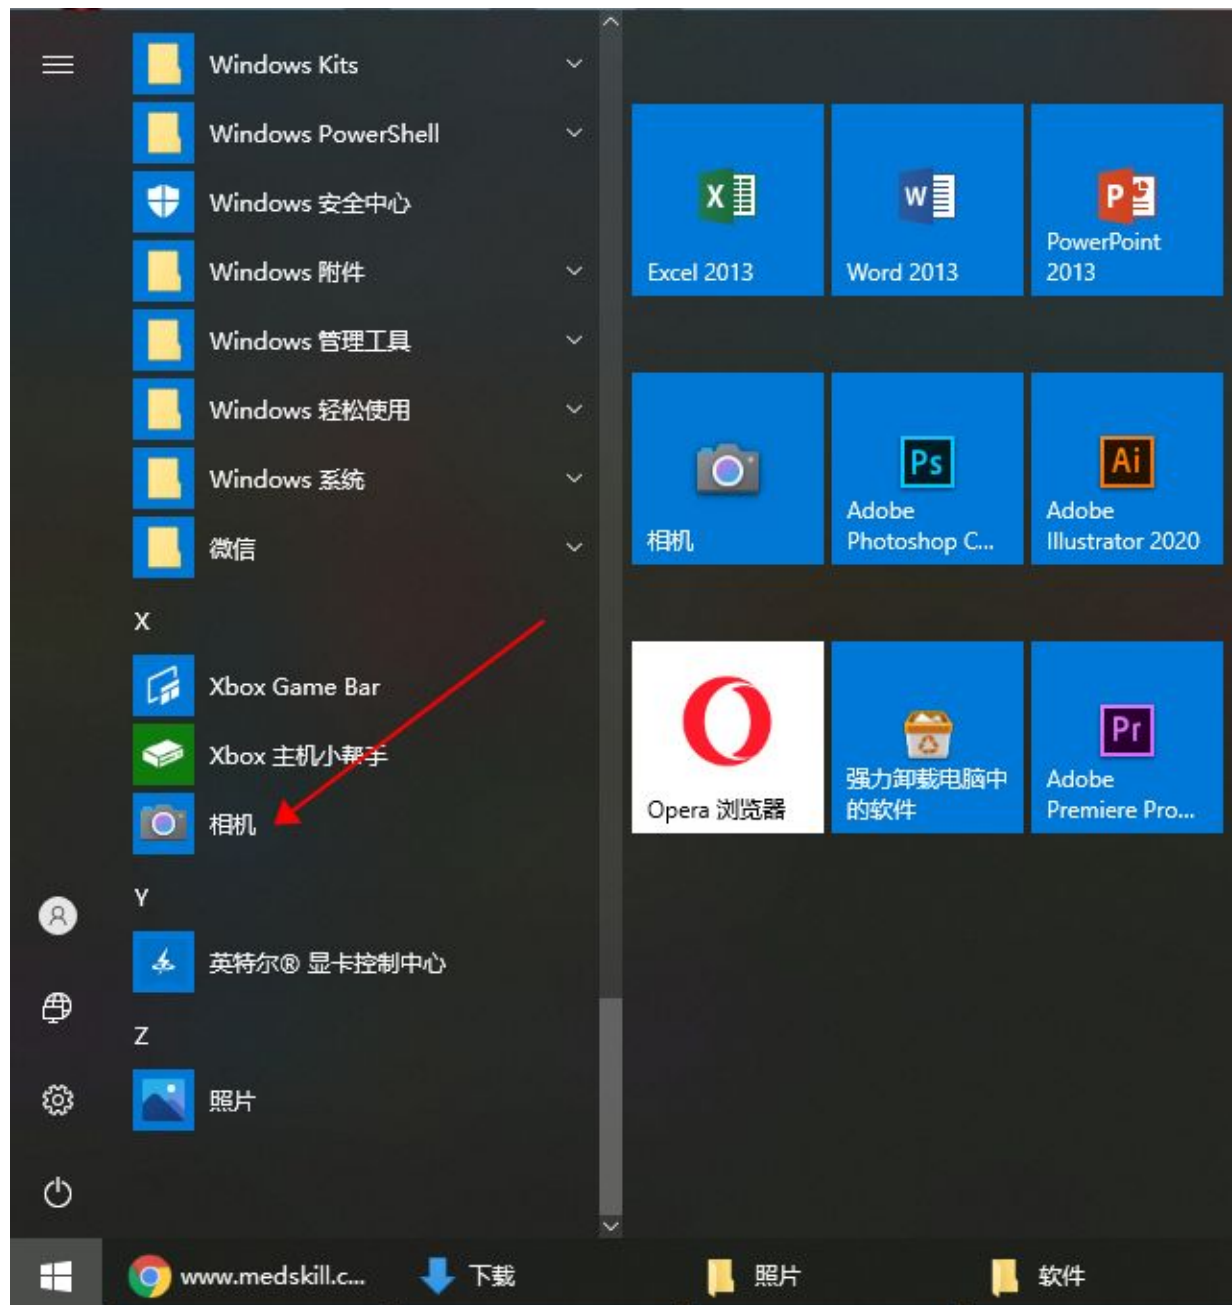 Windows Kits
Windows PowerShell
Windows 安全中心
Windows 附件
Windows 管理工具
Windows 轻松使用
Windows 系统
微信
X
Xbox Game Bar
Xbox 主机小帮手
相机
Y
英特尔® 显卡控制中心
Z
照片
Excel 2013
Word 2013
PowerPoint
2013
相机
Ps
Adobe
Photoshop C...
Ai
Adobe
Illustrator 2020
Opera 浏览器
强力卸载电脑中
的软件
Pr
Adobe
Premiere Pro...
www.medskill.c...
下载
照片
软件